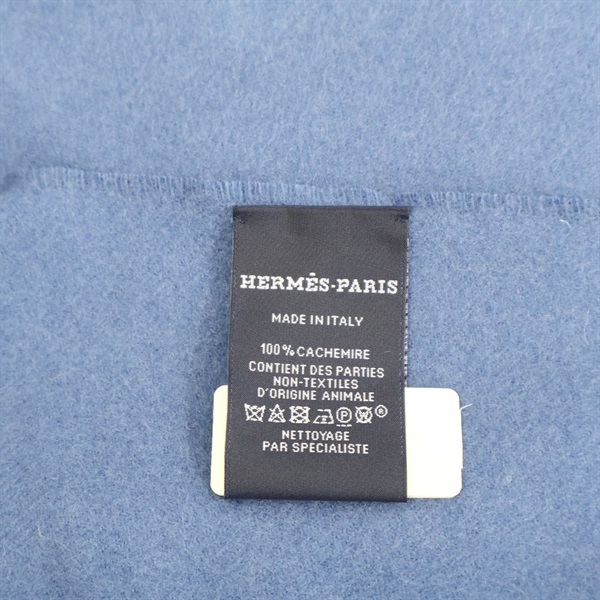 HERMÈS-PARIS
MADE IN ITALY
100% CACHEMIRE
CONTIENT DES PARTIES
NON-TEXTILES
D'ORIGINE ANIMALE
NETTOYAGE
PAR SPECIALISTE